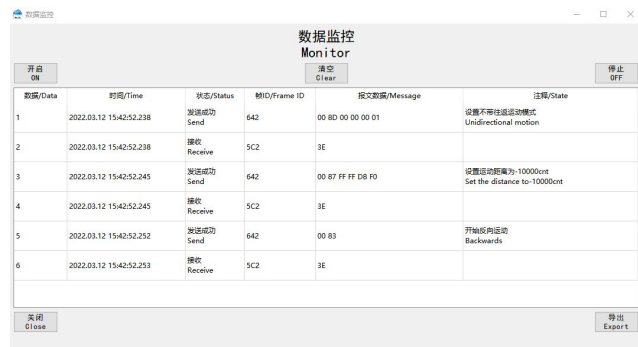 数据监控
数据监控
Monitor
开启
ON
清空
Clear
停止
OFF
数据/Data 时间/Time 状态/Status 帧ID/Frame ID 报文数据/Message 注释/State
1 2022.03.12 15:42:52.238 发送成功 Send 642 00 8D 00 00 00 01 设置不带往返运动模式 Unidirectional motion
2 2022.03.12 15:42:52.238 接收 Receive 5C2 3E
3 2022.03.12 15:42:52.245 发送成功 Send 642 00 87 FF FF D8 F0 设置运动距离为-10000cnt Set the distance to-10000cnt
4 2022.03.12 15:42:52.245 接收 Receive 5C2 3E
5 2022.03.12 15:42:52.252 发送成功 Send 642 00 83 开始反向运动 Backwards
6 2022.03.12 15:42:52.253 接收 Receive 5C2 3E
关闭
Close
导出
Export